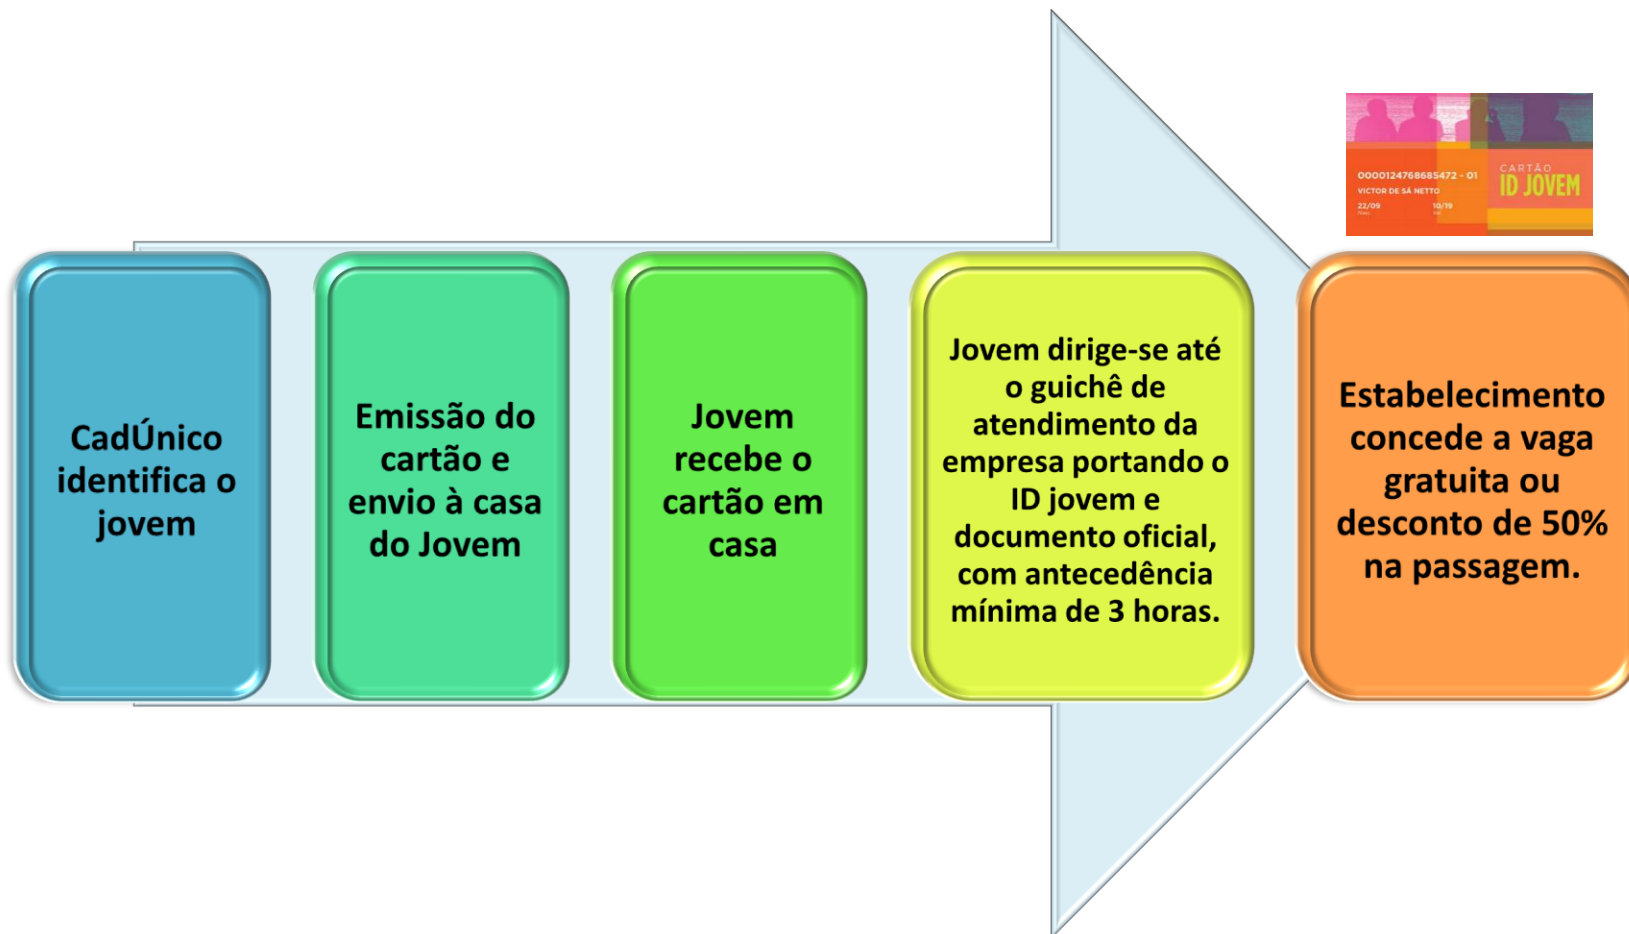 CadÚnico
identifica o
jovem
Emissão do
cartão e
envio à casa
do Jovem
Jovem
recebe o
cartão em
casa
Jovem dirige-se até
o guichê de
atendimento da
empresa portando o
ID jovem e
documento oficial,
com antecedência
mínima de 3 horas.
0000124768685472 - 01
VICTOR DE SÁ NETTO
22/09
10/19
CARTÃO
ID JOVEM
Estabelecimento
concede a vaga
gratuita ou
desconto de 50%
na passagem.